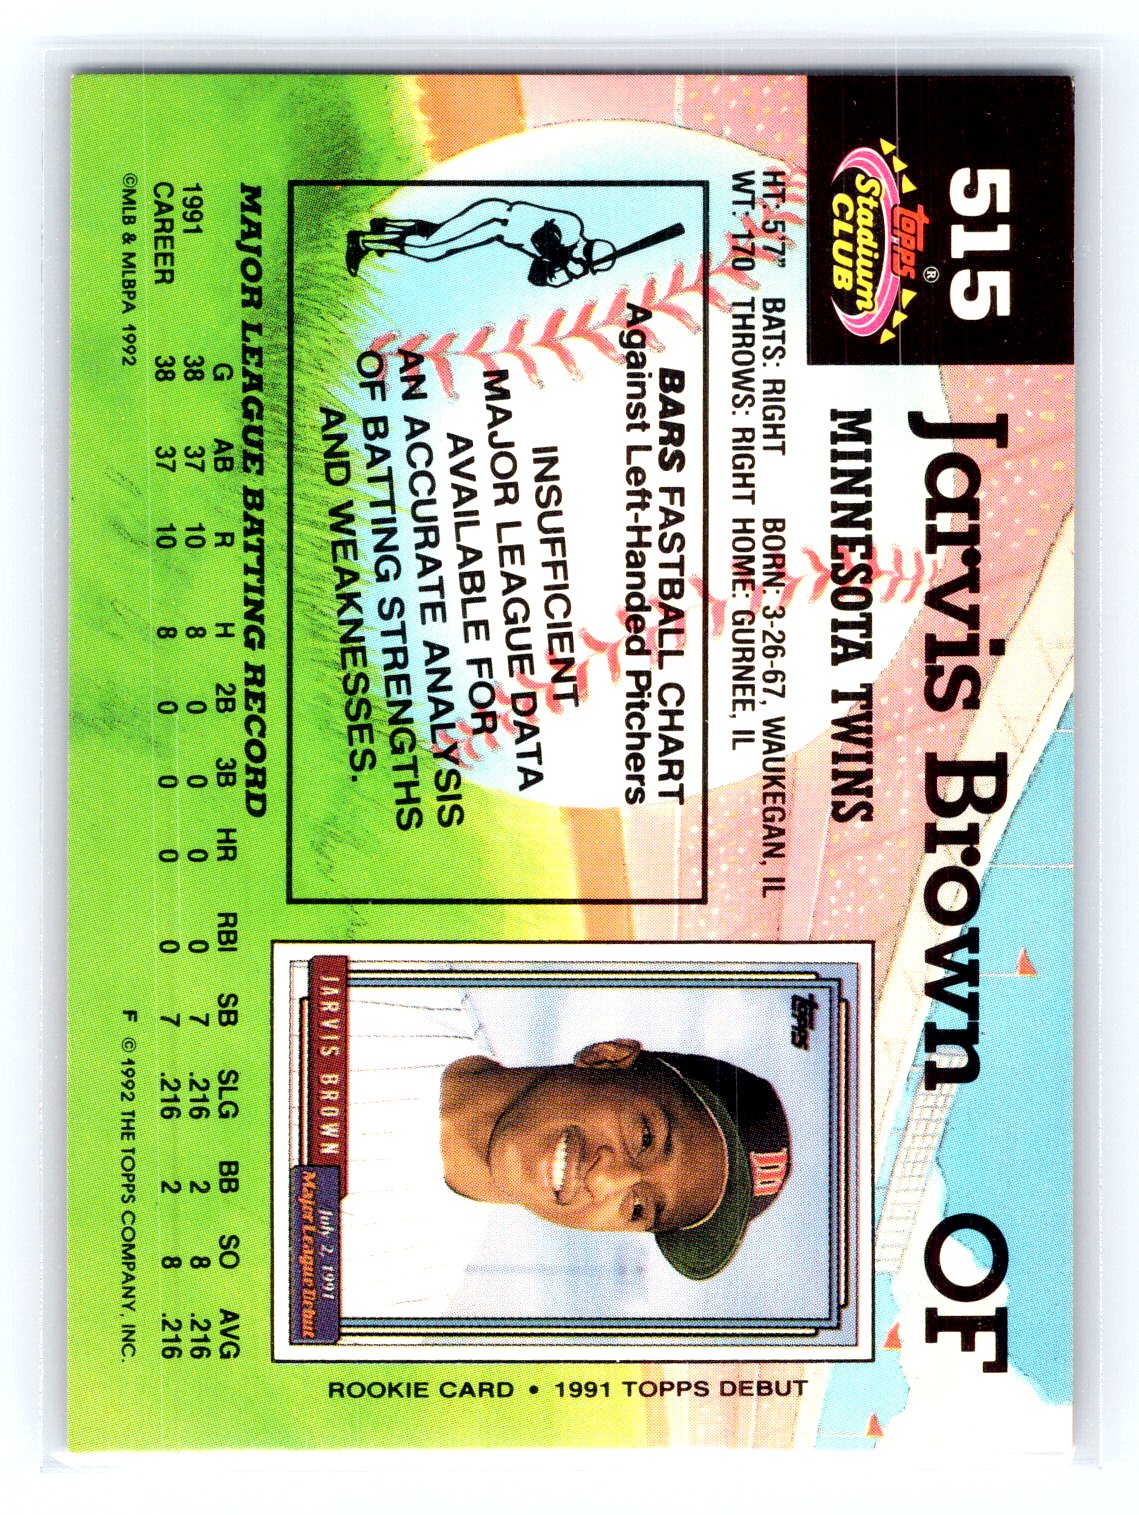 515
Jarvis Brown OF
MINNESOTA TWINS
topps®
Stadium
CLUB
HT: 5'7" BATS: RIGHT BORN: 3-26-67, WAUKEGAN, IL
WT: 170 THROWS: RIGHT HOME: GURNEE, IL
BARS FASTBALL CHART
Against Left-Handed Pitchers
INSUFFICIENT
MAJOR LEAGUE DATA
AVAILABLE FOR
AN ACCURATE ANALYSIS
OF BATTING STRENGTHS
AND WEAKNESSES.
topps
JARVIS BROWN
July 2, 1991
Major League Debut
ROOKIE CARD • 1991 TOPPS DEBUT
MAJOR LEAGUE BATTING RECORD
G AB R H 2B 3B HR RBI SB SLG BB SO AVG
1991 38 37 10 8 0 0 0 0 7 .216 2 8 .216
CAREER 38 37 10 8 0 0 0 0 7 .216 2 8 .216
©MLB & MLBPA 1992 F ©1992 THE TOPPS COMPANY, INC.